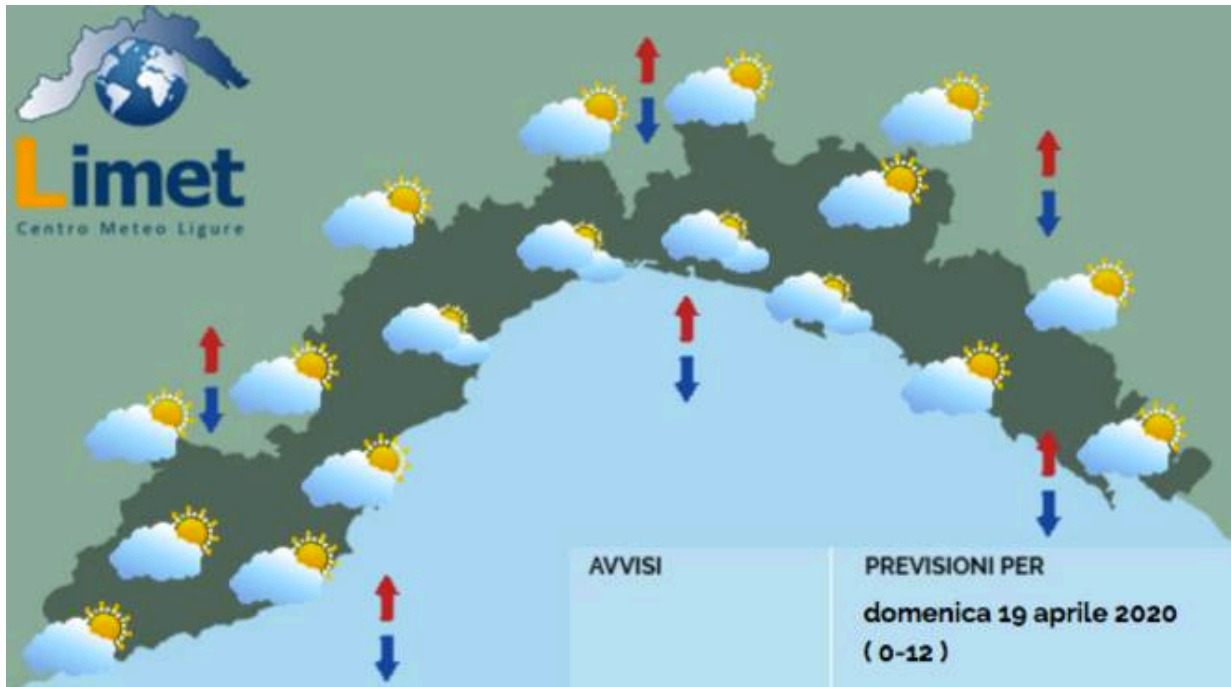 Limet
Centro Meteo Ligure
AVVISI
PREVISIONI PER
domenica 19 aprile 2020
( 0-12 )